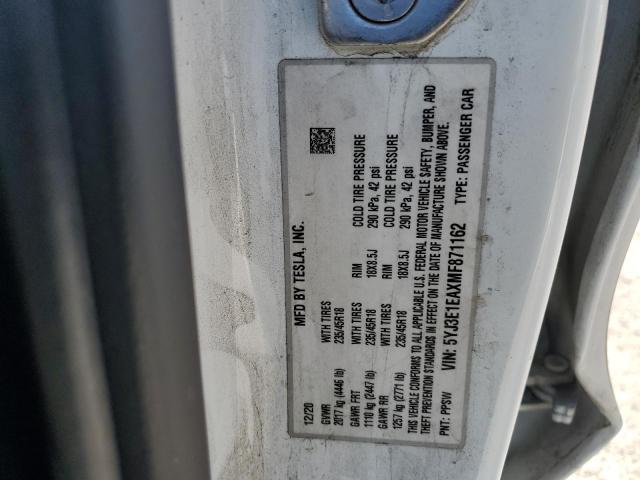 MFD BY TESLA, INC.
12/20
GVWR
2017 kg (4446 lb) WITH TIRES 235/45R18
GAWR FRT
1110 kg (2447 lb) WITH TIRES 235/45R18 RIM 18X8.5J COLD TIRE PRESSURE 290 kPa, 42 psi
GAWR RR
1257 kg (2771 lb) WITH TIRES 235/45R18 RIM 18X8.5J COLD TIRE PRESSURE 290 kPa, 42 psi
THIS VEHICLE CONFORMS TO ALL APPLICABLE U.S. FEDERAL MOTOR VEHICLE SAFETY, BUMPER, AND
THEFT PREVENTION STANDARDS IN EFFECT ON THE DATE OF MANUFACTURE SHOWN ABOVE.
PNT: PPSW VIN: 5YJ3E1EAXMF871162 TYPE: PASSENGER CAR